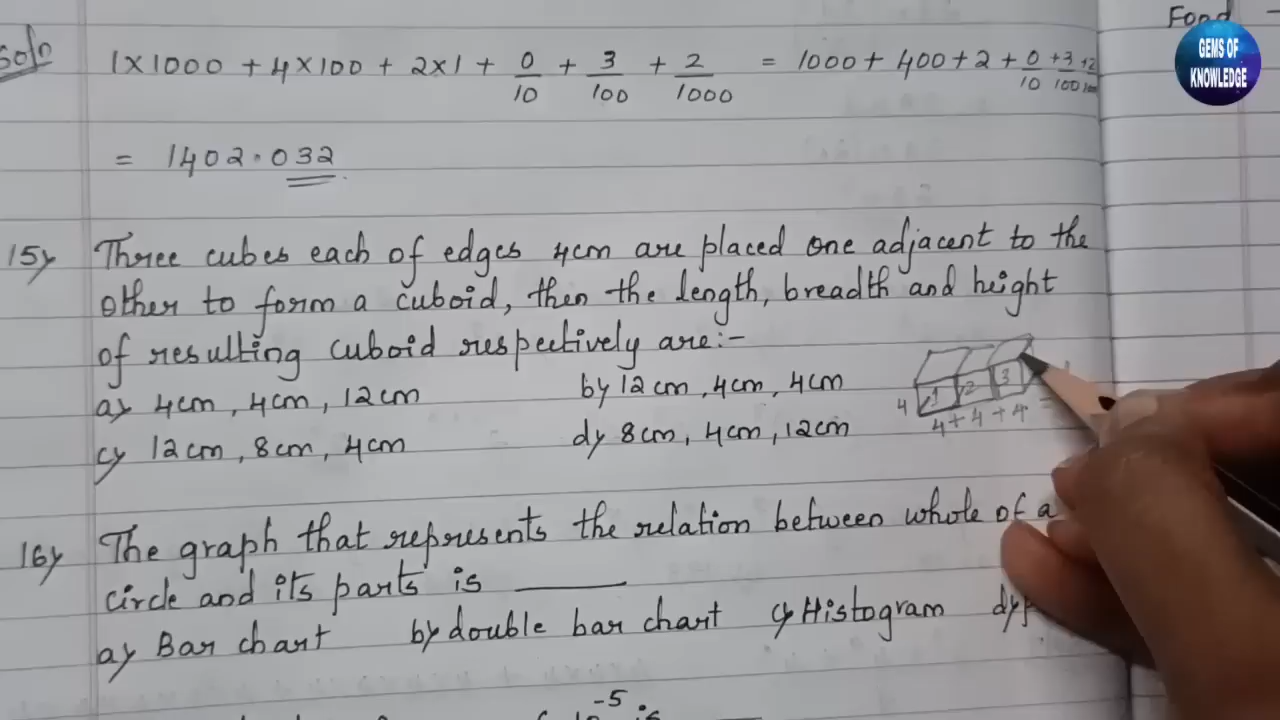 Food
GEMS OF
KNOWLEDGE
Soln
1×1000 + 4×100 + 2×1 + 0/10 + 3/100 + 2/1000 = 1000 + 400 + 2 + 0/10 + 3/100 + 2/1000
= 1402.032
15) Three cubes each of edges 4cm are placed one adjacent to the
other to form a cuboid, then the length, breadth and height
of resulting cuboid respectively are:-
a) 4cm, 4cm, 12cm b) 12cm, 4cm, 4cm
c) 12cm, 8cm, 4cm d) 8cm, 4cm, 12cm
1 2 3
4
4+4+4 =
16) The graph that represents the relation between whole of a
circle and its parts is ______
a) Bar chart b) double bar chart c) Histogram d)
-5
is